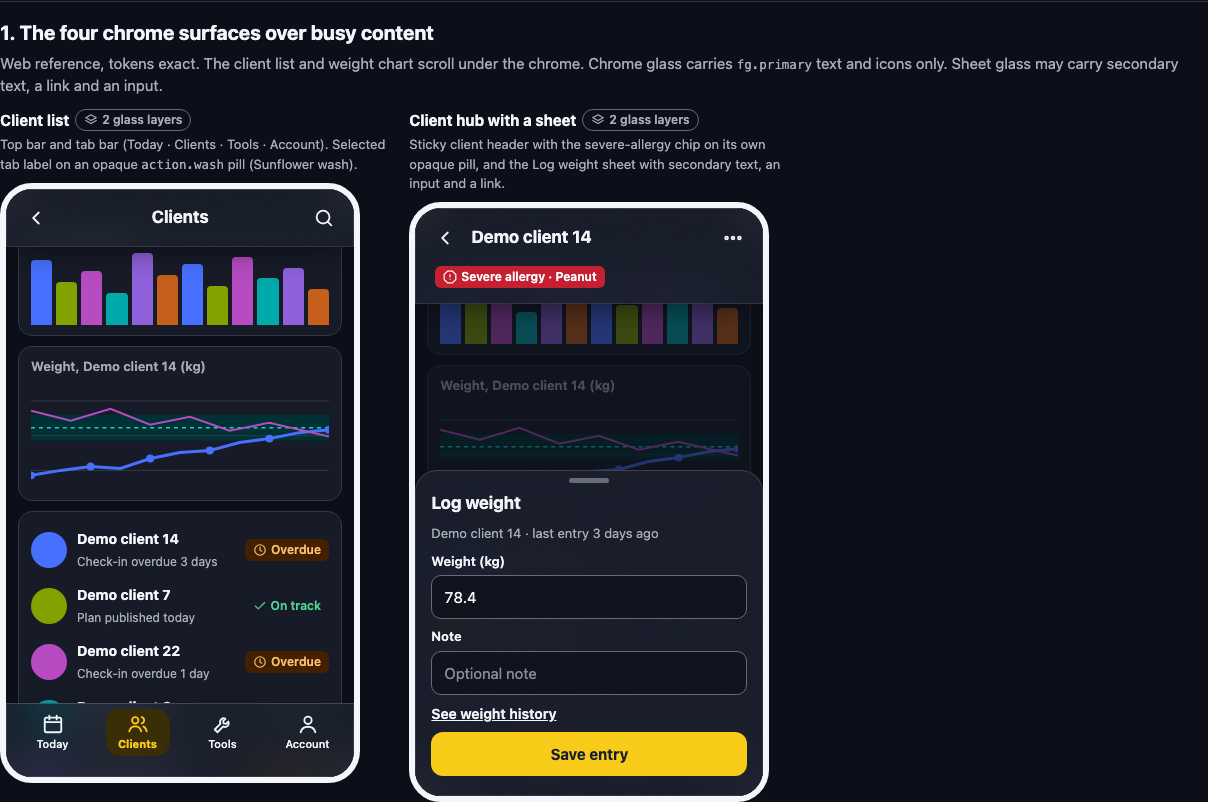 1. The four chrome surfaces over busy content
Web reference, tokens exact. The client list and weight chart scroll under the chrome. Chrome glass carries fg.primary text and icons only. Sheet glass may carry secondary
text, a link and an input.
Client list
2 glass layers
Top bar and tab bar (Today · Clients · Tools · Account). Selected
tab label on an opaque action.wash pill (Sunflower wash).
Clients
Weight, Demo client 14 (kg)
Demo client 14
Check-in overdue 3 days
Overdue
Demo client 7
Plan published today
On track
Demo client 22
Check-in overdue 1 day
Overdue
Today
Clients
Tools
Account
Client hub with a sheet
2 glass layers
Sticky client header with the severe-allergy chip on its own
opaque pill, and the Log weight sheet with secondary text, an
input and a link.
Demo client 14
Severe allergy · Peanut
Weight, Demo client 14 (kg)
Log weight
Demo client 14 · last entry 3 days ago
Weight (kg)
78.4
Note
Optional note
See weight history
Save entry